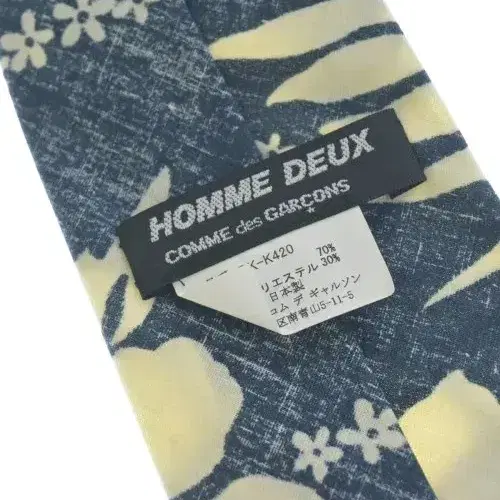 HOMME DEUX
COMME des GARCONS
K-K420
70%
リエステル 30%
日本製
コム デ ギャルソン
区南青山5-11-5